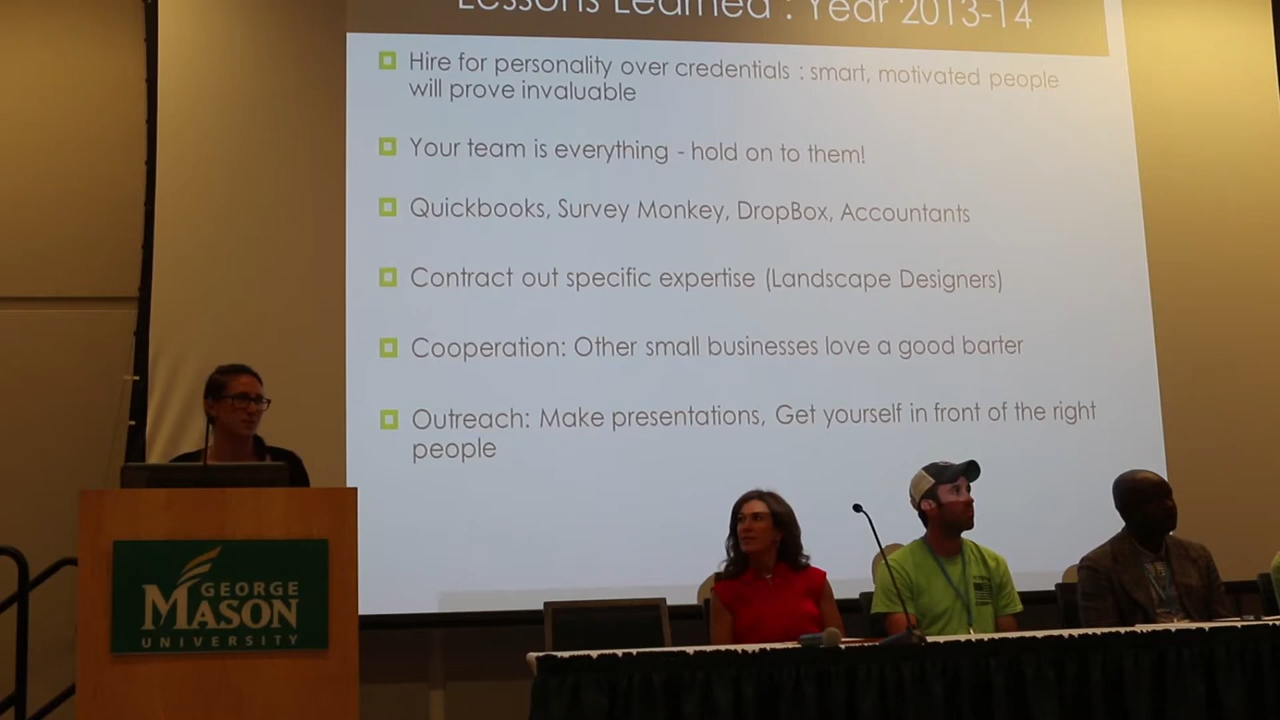 Lessons Learned : Year 2013-14
Hire for personality over credentials : smart, motivated people
will prove invaluable
Your team is everything - hold on to them!
Quickbooks, Survey Monkey, DropBox, Accountants
Contract out specific expertise (Landscape Designers)
Cooperation: Other small businesses love a good barter
Outreach: Make presentations, Get yourself in front of the right
people
GEORGE
MASON
UNIVERSITY